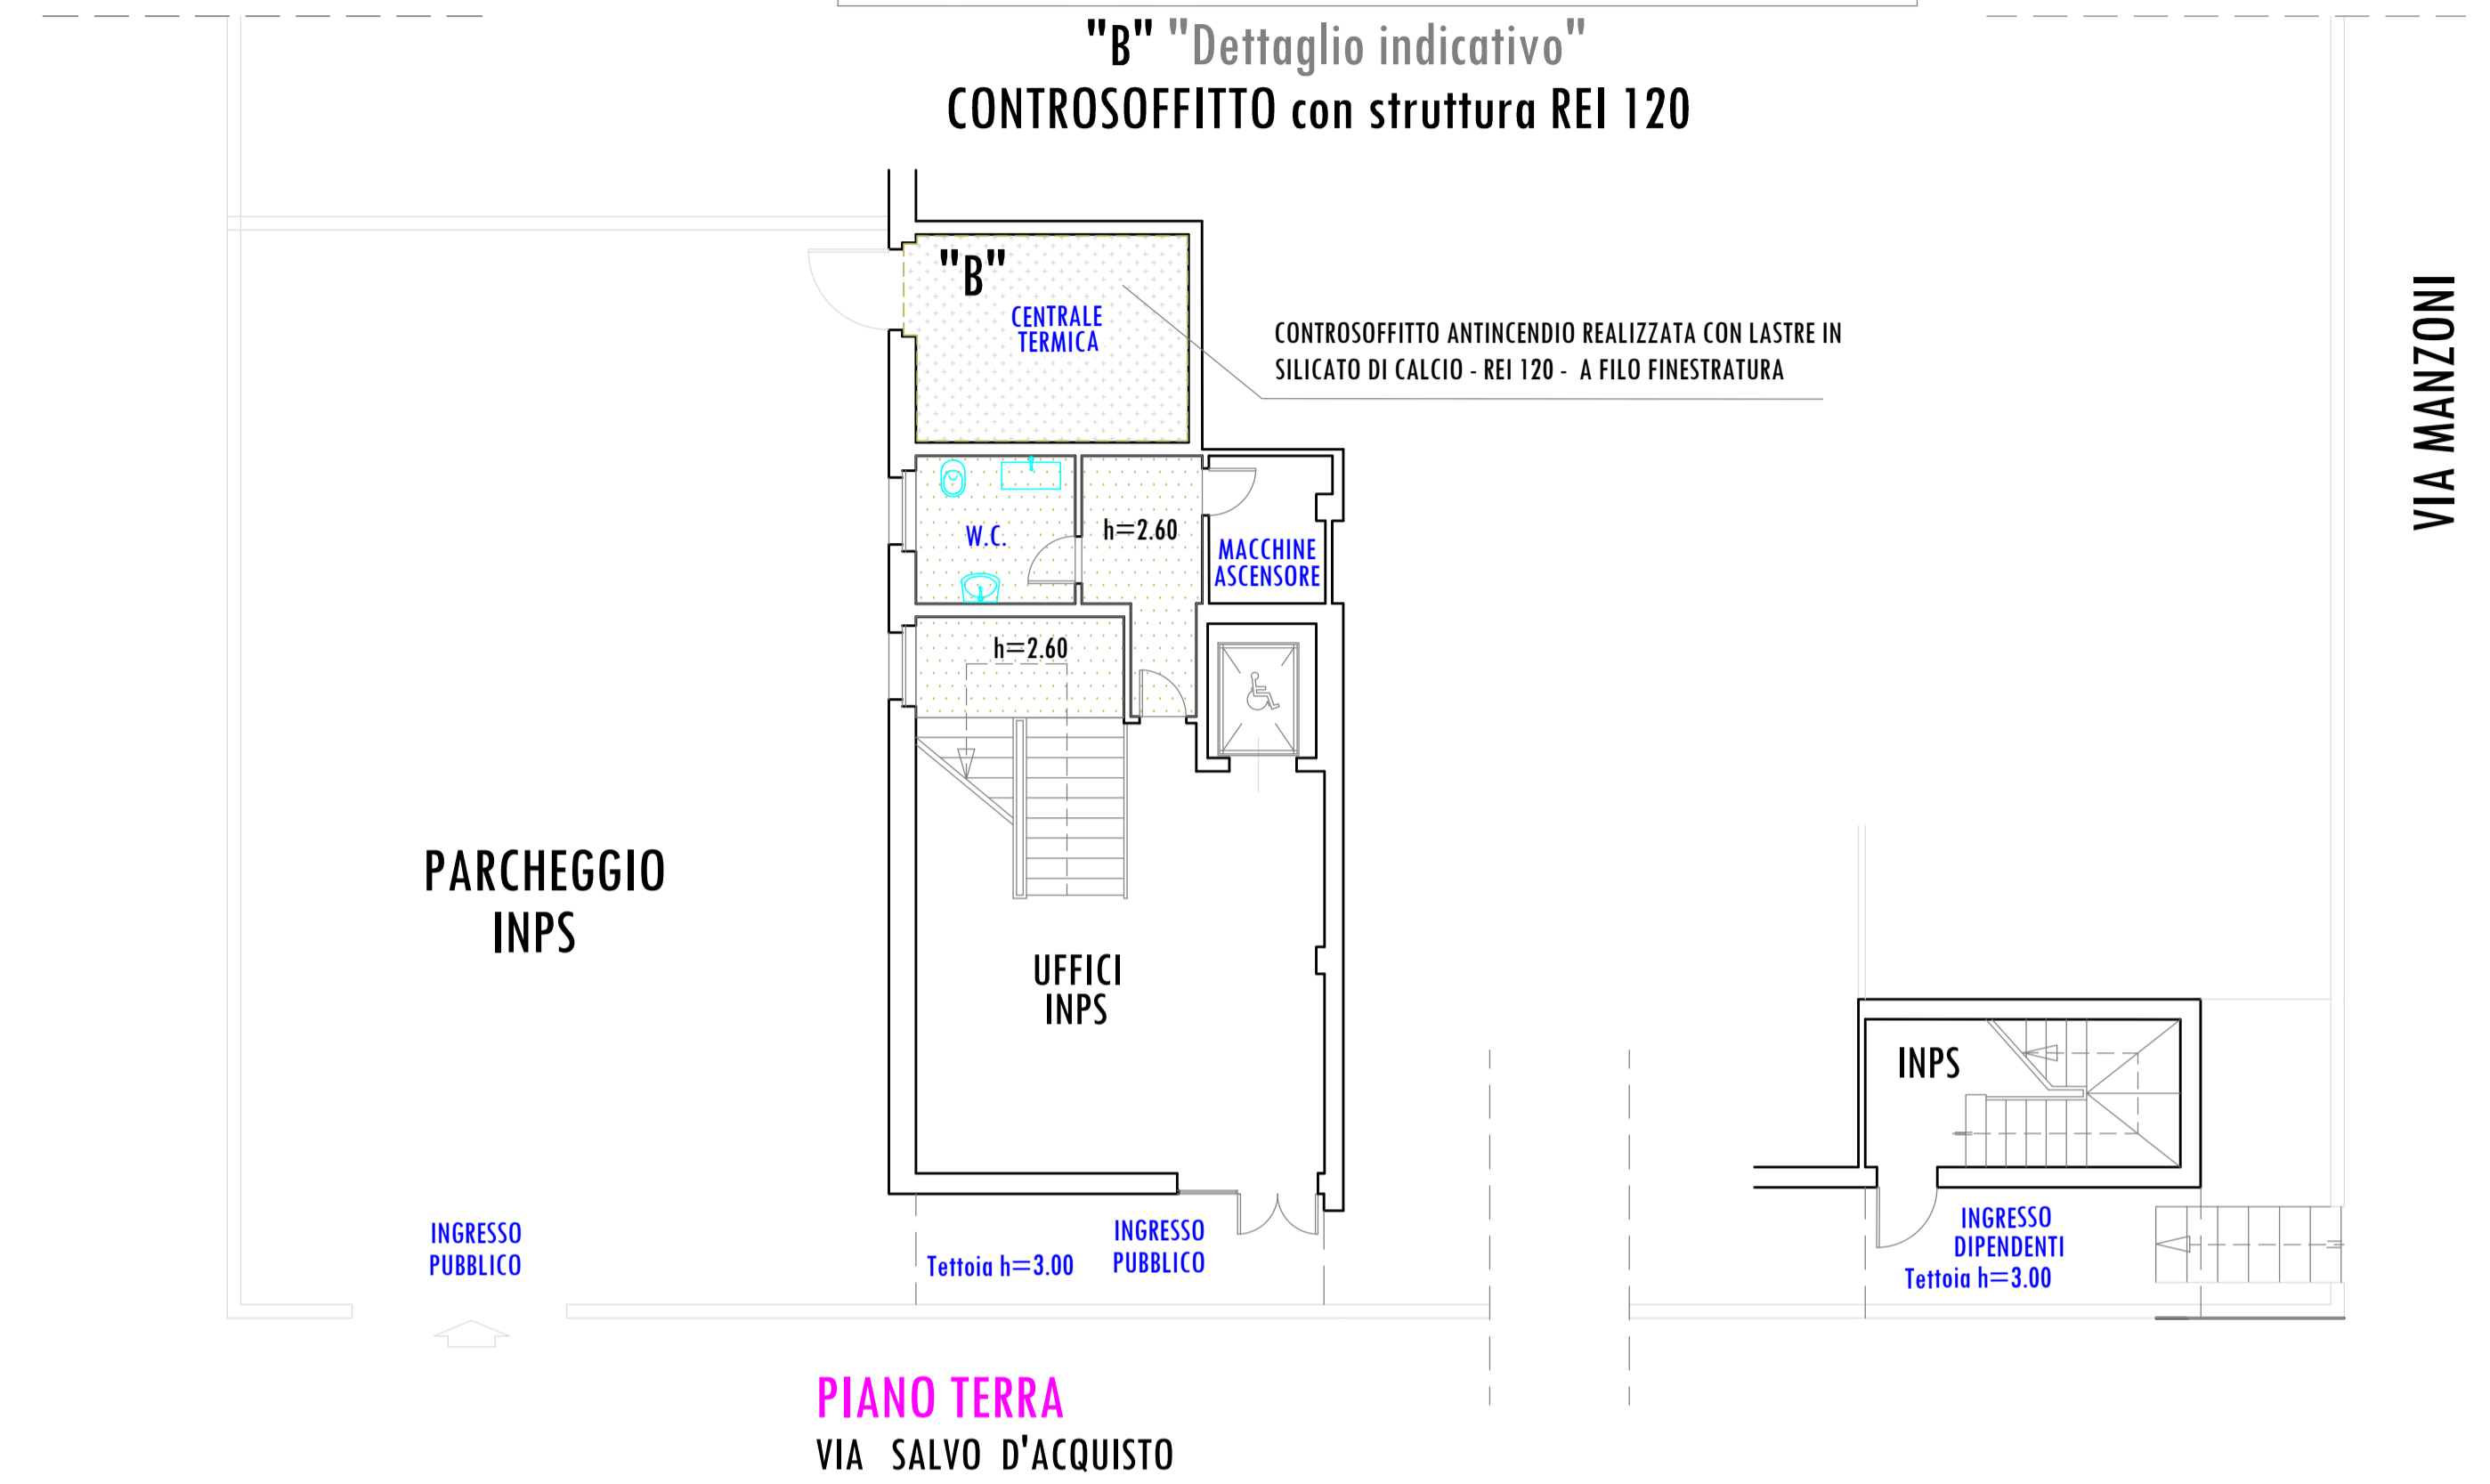 "B" "Dettaglio indicativo"
CONTROSOFFITTO con struttura REI 120
"B"
CENTRALE
TERMICA
CONTROSOFFITTO ANTINCENDIO REALIZZATA CON LASTRE IN
SILICATO DI CALCIO - REI 120 - A FILO FINESTRATURA
VIA MANZONI
W.C.
h=2.60
MACCHINE
ASCENSORE
h=2.60
PARCHEGGIO
INPS
UFFICI
INPS
INPS
INGRESSO
PUBBLICO
Tettoia h=3.00
INGRESSO
PUBBLICO
INGRESSO
DIPENDENTI
Tettoia h=3.00
PIANO TERRA
VIA SALVO D'ACQUISTO